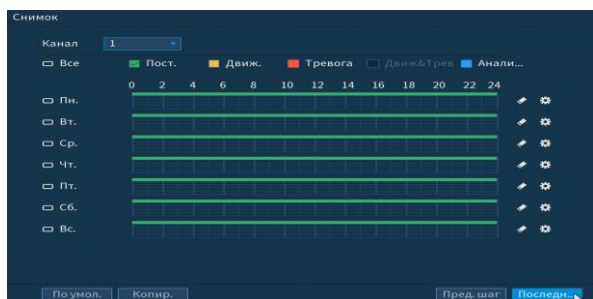 Снимок
Канал 1
Все Пост. Движ. Тревога Движ&Трев Анали...
0 2 4 6 8 10 12 14 16 18 20 22 24
Пн.
Вт.
Ср.
Чт.
Пт.
Сб.
Вс.
По умол. Копир. Пред. шаг Последн...